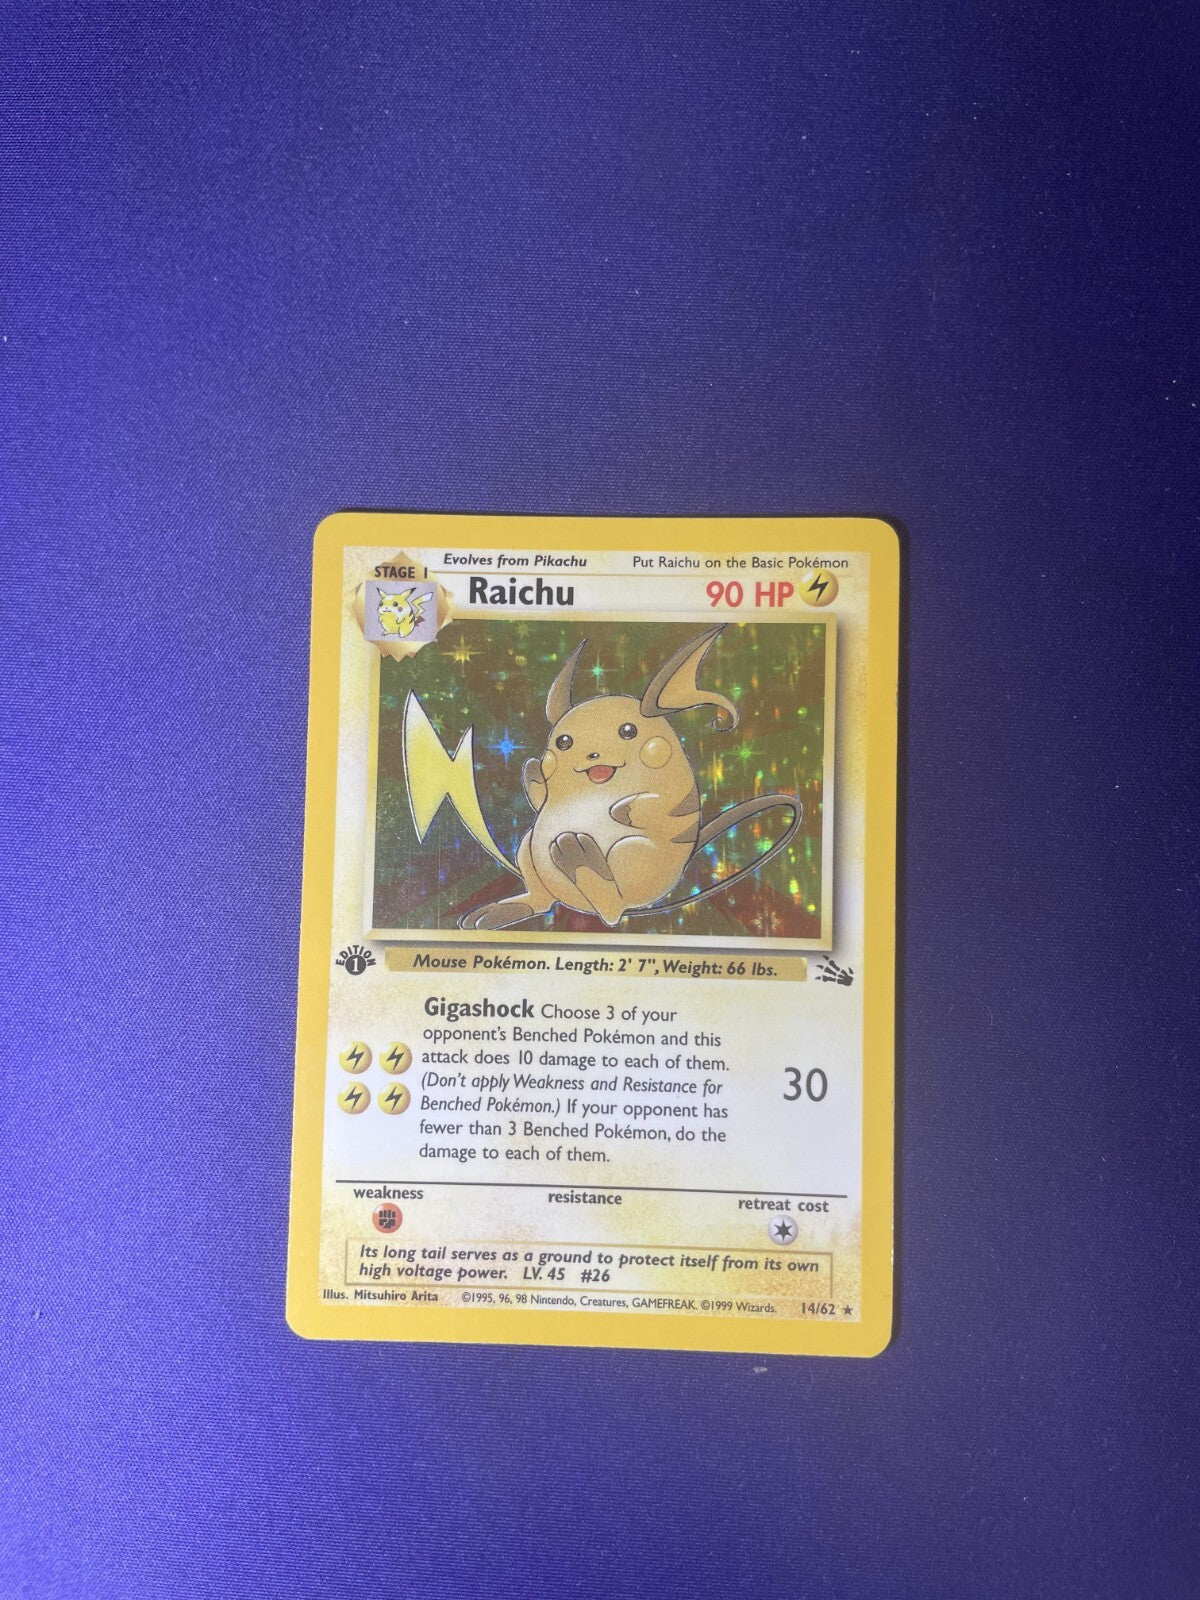 Evolves from Pikachu Put Raichu on the Basic Pokémon
STAGE 1
Raichu 90 HP
EDITION
1
Mouse Pokémon. Length: 2' 7", Weight: 66 lbs.
Gigashock Choose 3 of your
opponent's Benched Pokémon and this
attack does 10 damage to each of them.
(Don't apply Weakness and Resistance for
Benched Pokémon.) If your opponent has
fewer than 3 Benched Pokémon, do the
damage to each of them.
30
weakness resistance retreat cost
Its long tail serves as a ground to protect itself from its own
high voltage power. LV. 45 #26
Illus. Mitsuhiro Arita ©1995, 96, 98 Nintendo, Creatures, GAMEFREAK. ©1999 Wizards. 14/62 ★